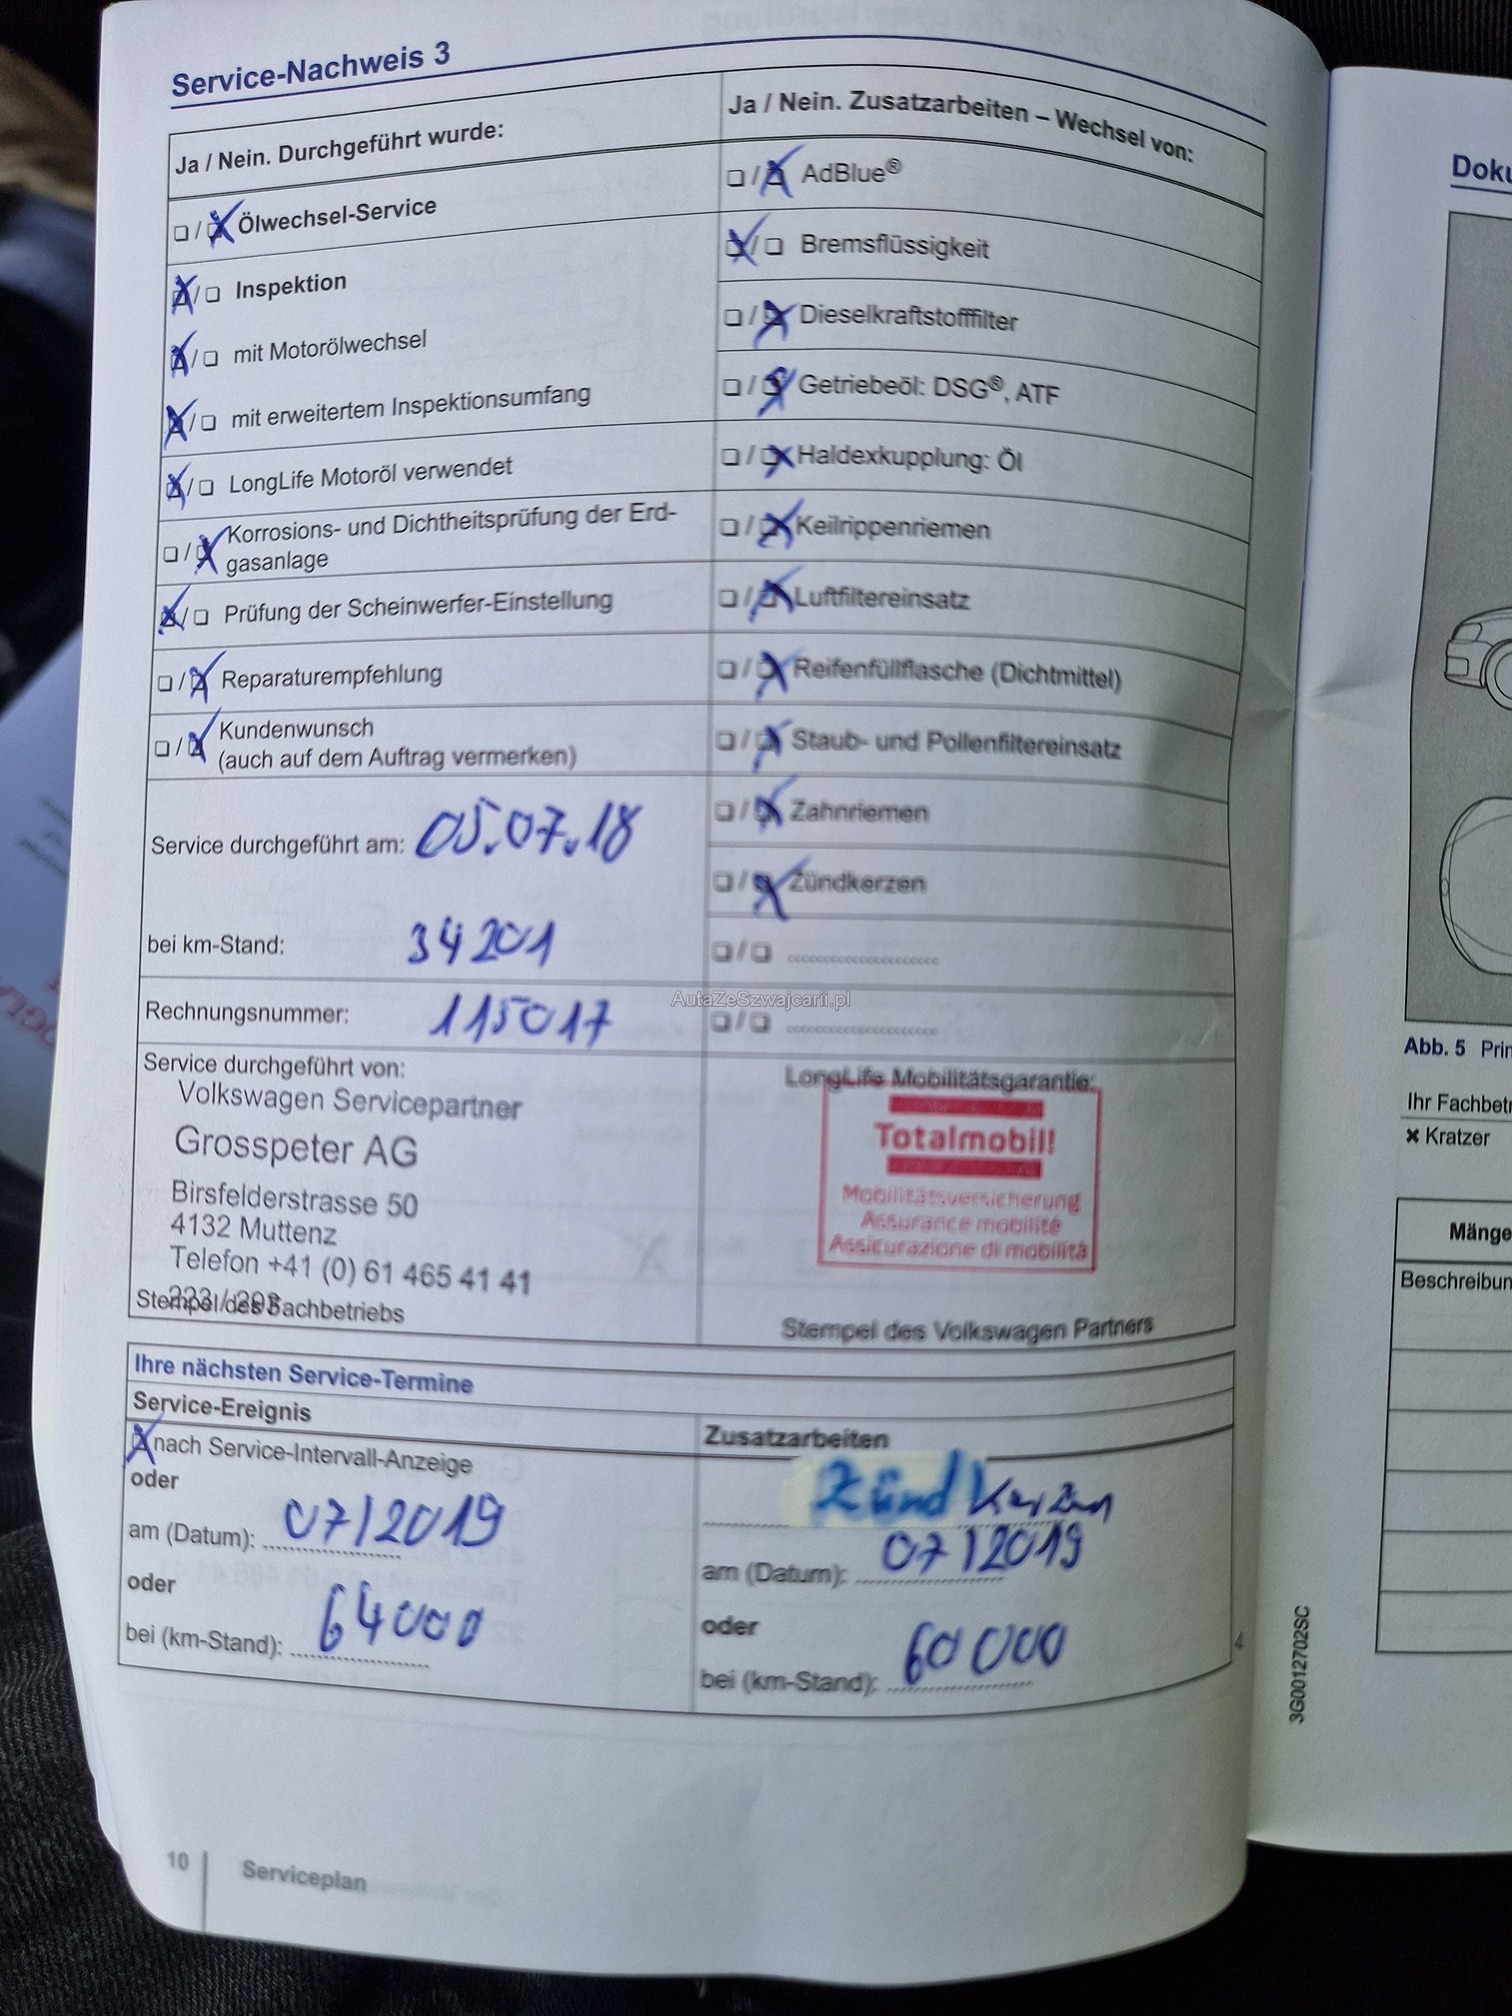 Service-Nachweis 3
Ja / Nein. Durchgeführt wurde:
❏ / ☒ Ölwechsel-Service
☒ / ❏ Inspektion
☒ / ❏ mit Motorölwechsel
☒ / ❏ mit erweitertem Inspektionsumfang
☒ / ❏ LongLife Motoröl verwendet
❏ / ☒ Korrosions- und Dichtheitsprüfung der Erd-
gasanlage
☒ / ❏ Prüfung der Scheinwerfer-Einstellung
❏ / ☒ Reparaturempfehlung
❏ / ☒ Kundenwunsch
(auch auf dem Auftrag vermerken)
Service durchgeführt am: 05.07.18
bei km-Stand: 34 201
Rechnungsnummer: 115017
Service durchgeführt von:
Volkswagen Servicepartner
Grosspeter AG
Birsfelderstrasse 50
4132 Muttenz
Telefon +41 (0) 61 465 41 41
Stempel des Fachbetriebs
Ja / Nein. Zusatzarbeiten – Wechsel von:
❏ / ☒ AdBlue®
☒ / ❏ Bremsflüssigkeit
❏ / ☒ Dieselkraftstofffilter
❏ / ☒ Getriebeöl: DSG®, ATF
❏ / ☒ Haldexkupplung: Öl
❏ / ☒ Keilrippenriemen
❏ / ☒ Luftfiltereinsatz
❏ / ☒ Reifenfüllflasche (Dichtmittel)
❏ / ☒ Staub- und Pollenfiltereinsatz
❏ / ☒ Zahnriemen
❏ / ☒ Zündkerzen
❏ / ❏ ......................
❏ / ❏ ......................
AutaZeSzwajcarii.pl
LongLife Mobilitätsgarantie:
Totalmobil!
Mobilitätsversicherung
Assurance mobilité
Assicurazione di mobilità
Stempel des Volkswagen Partners
Ihre nächsten Service-Termine
Service-Ereignis
☒ nach Service-Intervall-Anzeige
oder
am (Datum): 07/2019
oder
bei (km-Stand): 64000
Zusatzarbeiten
Zündkerzen
am (Datum): 07/2019
oder
bei (km-Stand): 60000
4
10 Serviceplan
3G0012702SC
Doku
Abb. 5 Prin
Ihr Fachbetr
✖ Kratzer
Mänge
Beschreibun